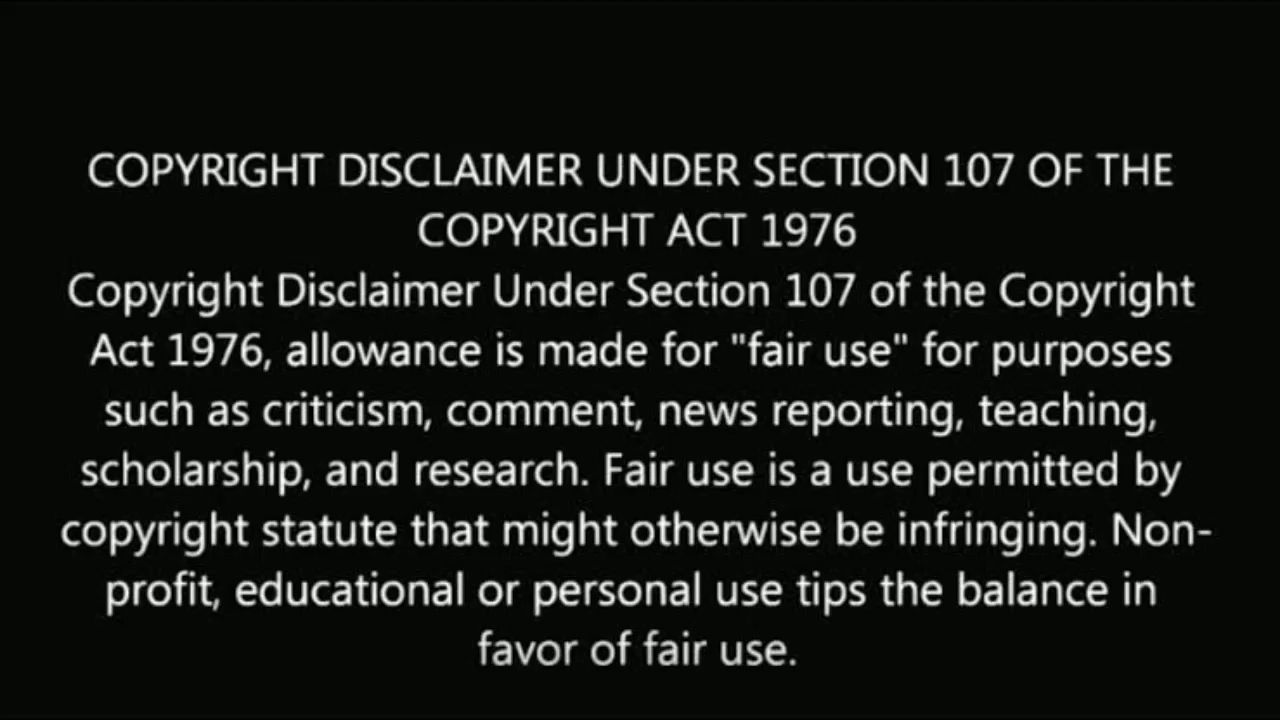 COPYRIGHT DISCLAIMER UNDER SECTION 107 OF THE
COPYRIGHT ACT 1976
Copyright Disclaimer Under Section 107 of the Copyright
Act 1976, allowance is made for "fair use" for purposes
such as criticism, comment, news reporting, teaching,
scholarship, and research. Fair use is a use permitted by
copyright statute that might otherwise be infringing. Non-
profit, educational or personal use tips the balance in
favor of fair use.